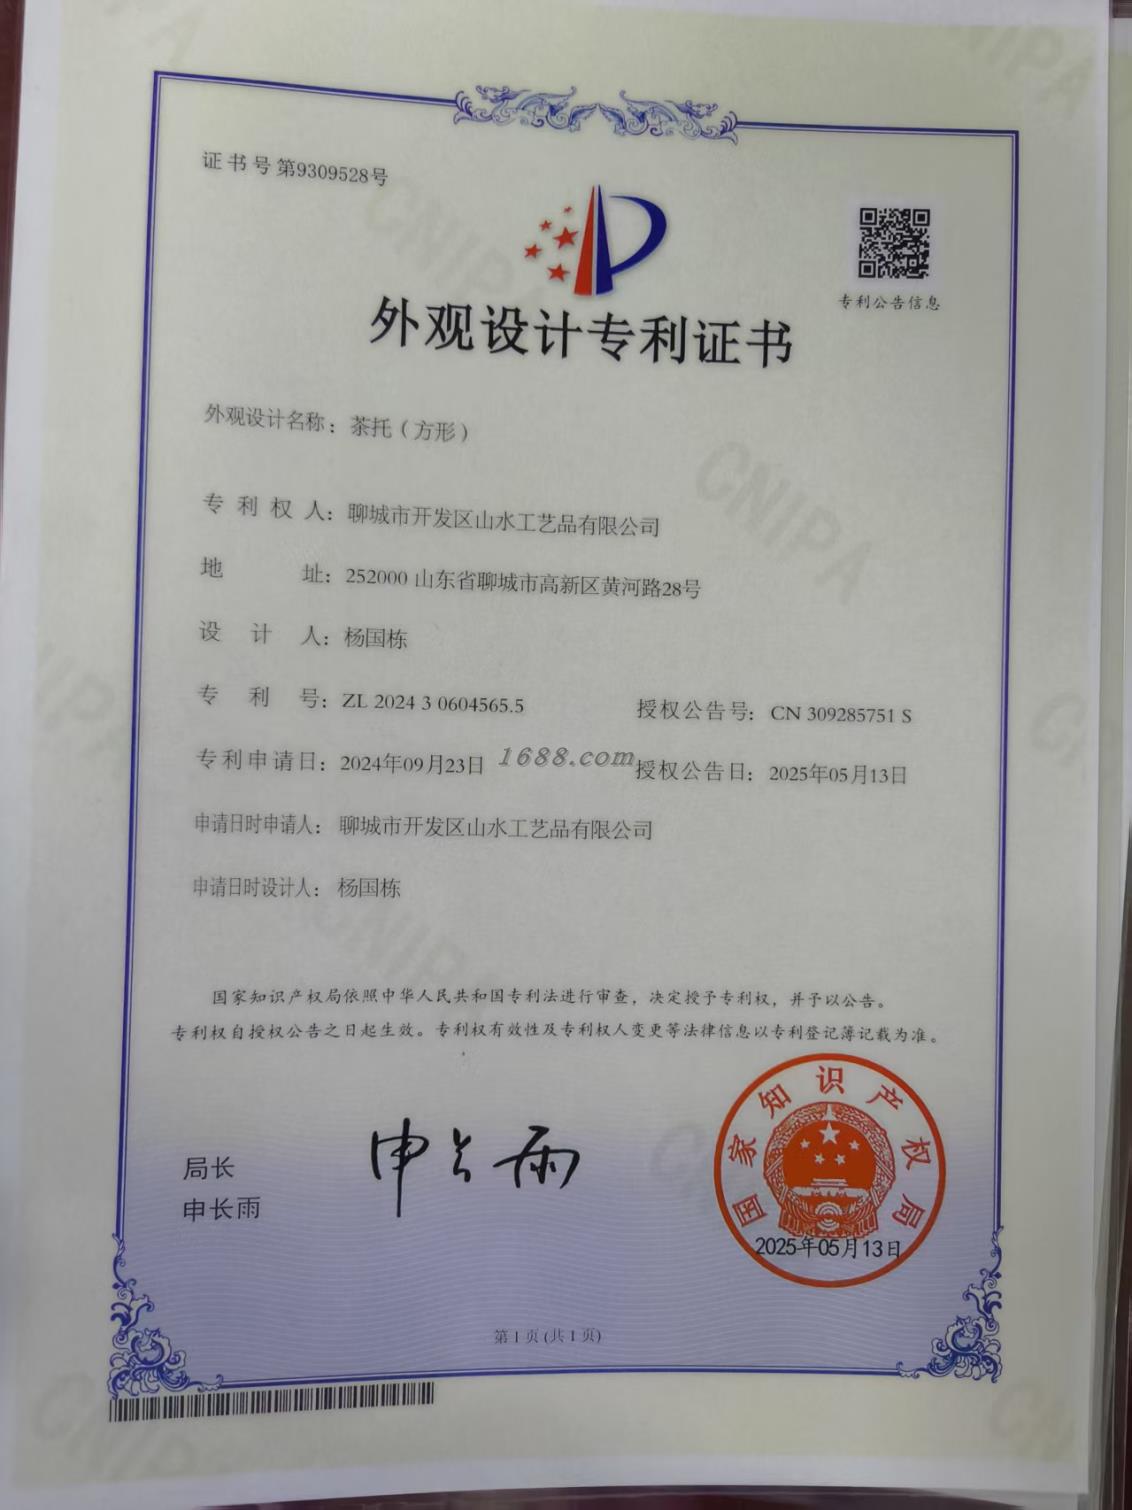 证书号第9309528号
专利公告信息
外观设计专利证书
外观设计名称：茶托（方形）
专利权人：聊城市开发区山水工艺品有限公司
地址：252000 山东省聊城市高新区黄河路28号
设计人：杨国栋
专利号：ZL 2024 3 0604565.5 授权公告号：CN 309285751 S
专利申请日：2024年09月23日 1688.com 授权公告日：2025年05月13日
申请日时申请人：聊城市开发区山水工艺品有限公司
申请日时设计人：杨国栋
国家知识产权局依照中华人民共和国专利法进行审查，决定授予专利权，并予以公告。
专利权自授权公告之日起生效。专利权有效性及专利权人变更等法律信息以专利登记簿记载为准。
局长
申长雨
申长雨
国家知识产权局
2025年05月13日
第1页(共1页)
CNIPA
CNIPA
CNIPA
CNIPA